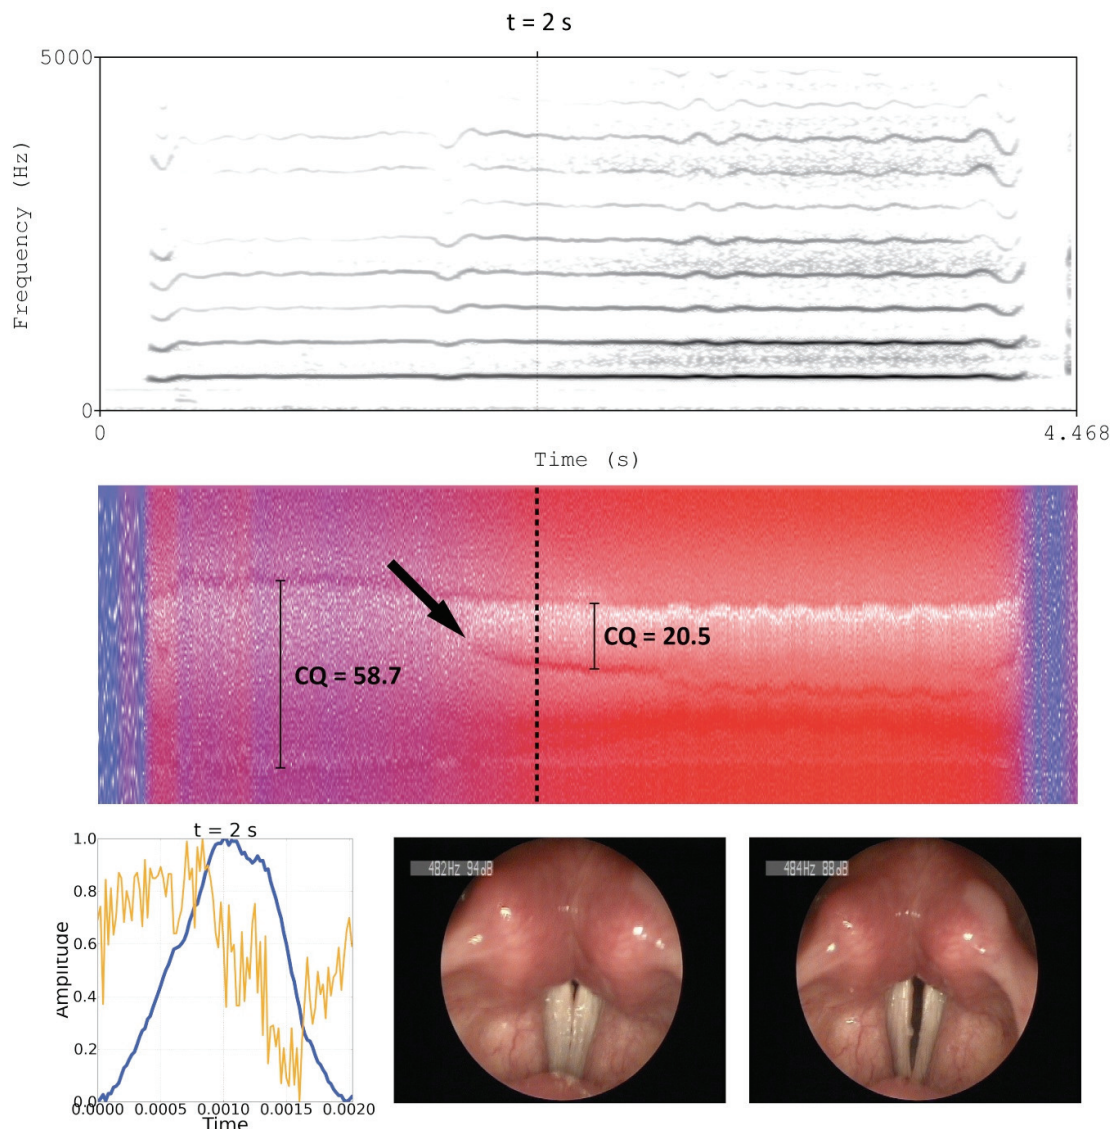 t = 2 s
5000
Frequency (Hz)
0
0
4.468
Time (s)
CQ = 58.7
CQ = 20.5
t = 2 s
1.0
0.8
0.6
0.4
0.2
0.0
Amplitude
0.0000 0.0005 0.0010 0.0015 0.0020
Time
482Hz 94dB
484Hz 88dB